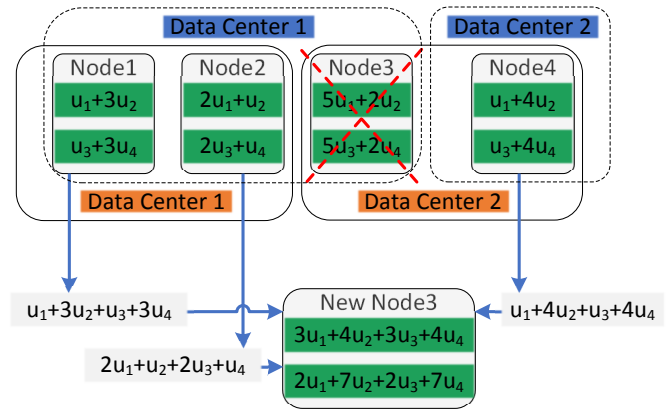 Data Center 1
Data Center 2
Node1
Node2
Node3
Node4
u₁+3u₂
2u₁+u₂
5u₁+2u₂
u₁+4u₂
u₃+3u₄
2u₃+u₄
5u₃+2u₄
u₃+4u₄
Data Center 1
Data Center 2
u₁+3u₂+u₃+3u₄
New Node3
u₁+4u₂+u₃+4u₄
3u₁+4u₂+3u₃+4u₄
2u₁+u₂+2u₃+u₄
2u₁+7u₂+2u₃+7u₄